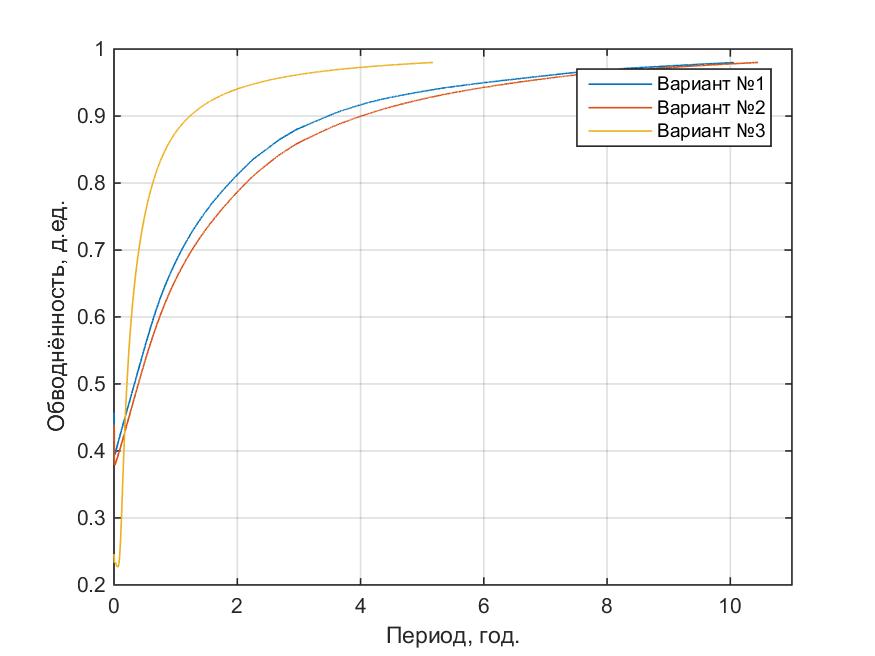 1
0.9
0.8
0.7
0.6
0.5
0.4
0.3
0.2
Обводнённость, д.ед.
Вариант №1
Вариант №2
Вариант №3
0 2 4 6 8 10
Период, год.